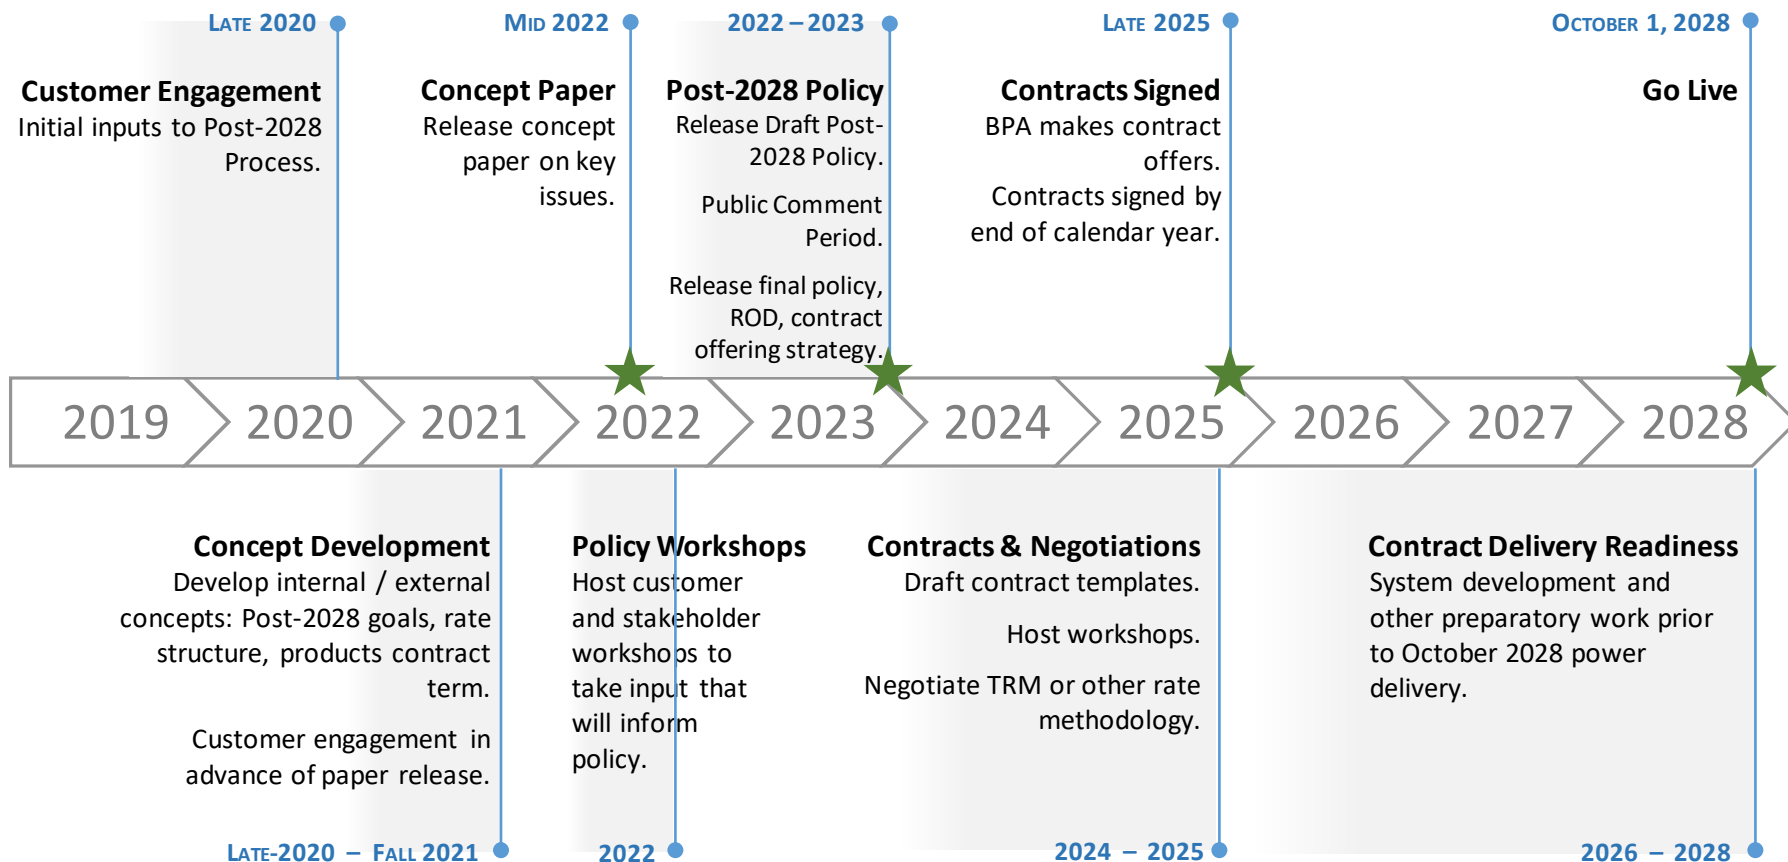 LATE 2020
Customer Engagement
Initial inputs to Post-2028
Process.
MID 2022
Concept Paper
Release concept
paper on key
issues.
2022 – 2023
Post-2028 Policy
Release Draft Post-
2028 Policy.
Public Comment
Period.
Release final policy,
ROD, contract
offering strategy.
LATE 2025
Contracts Signed
BPA makes contract
offers.
Contracts signed by
end of calendar year.
OCTOBER 1, 2028
Go Live
2019
2020
2021
2022
2023
2024
2025
2026
2027
2028
Concept Development
Develop internal / external
concepts: Post-2028 goals, rate
structure, products contract
term.
Customer engagement in
advance of paper release.
LATE-2020 – FALL 2021
Policy Workshops
Host customer
and stakeholder
workshops to
take input that
will inform
policy.
2022
Contracts & Negotiations
Draft contract templates.
Host workshops.
Negotiate TRM or other rate
methodology.
2024 – 2025
Contract Delivery Readiness
System development and
other preparatory work prior
to October 2028 power
delivery.
2026 – 2028